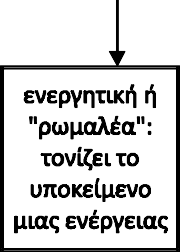 ενεργητική ή
"ρωμαλέα":
τονίζει το
υποκείμενο
μιας ενέργειας